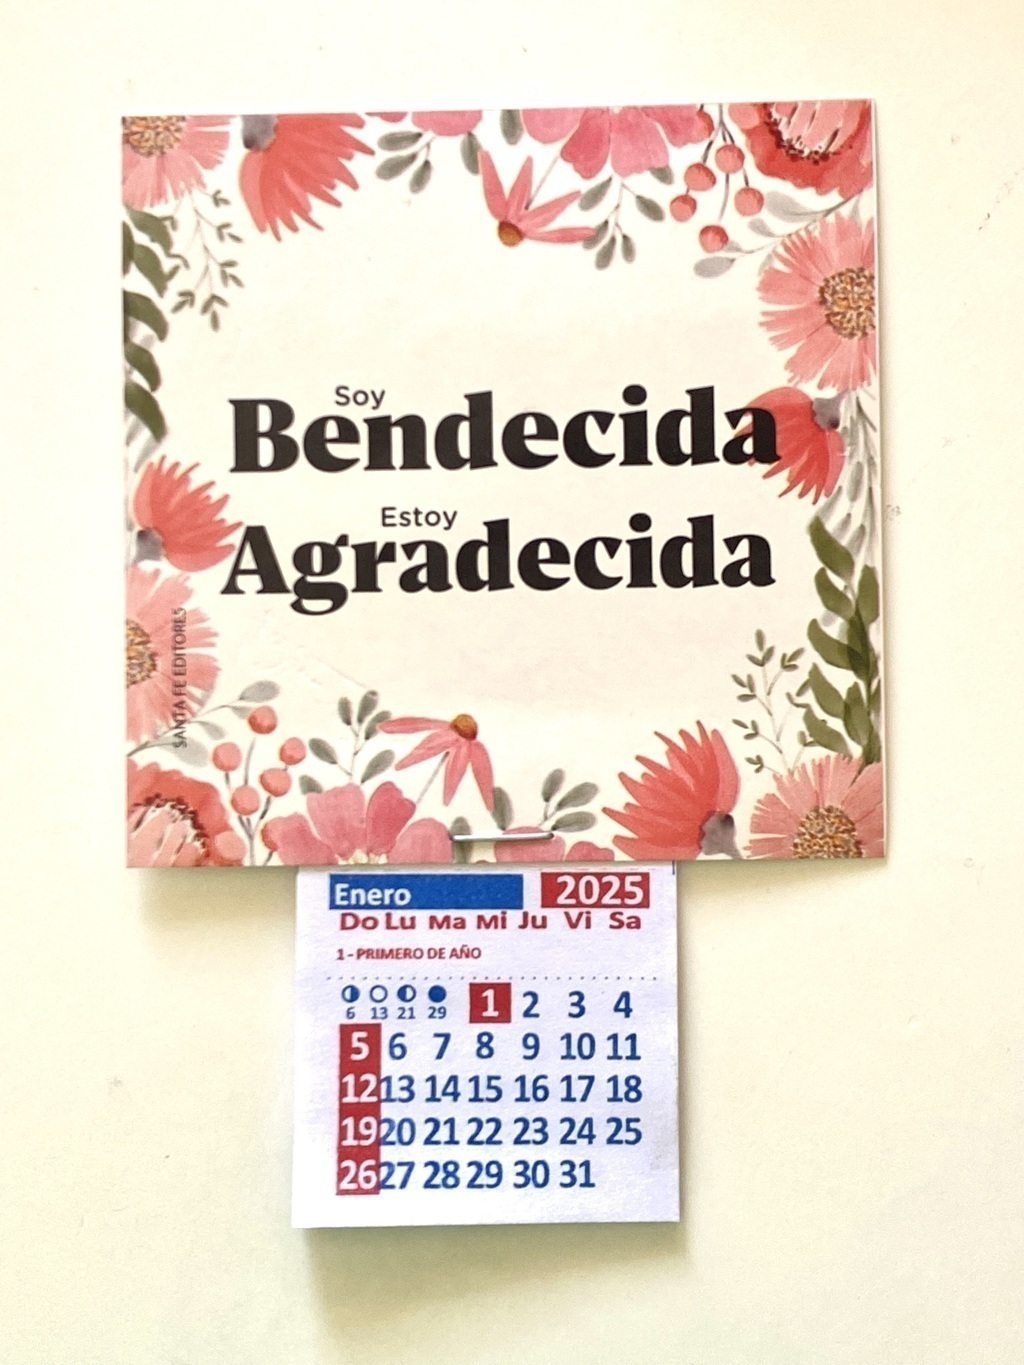 Soy
Bendecida
Estoy
Agradecida
SANTA FE EDITORES
Enero 2025
Do Lu Ma Mi Ju Vi Sa
1 - PRIMERO DE AÑO
1 2 3 4
6 13 21 29
5 6 7 8 9 10 11
12 13 14 15 16 17 18
19 20 21 22 23 24 25
26 27 28 29 30 31